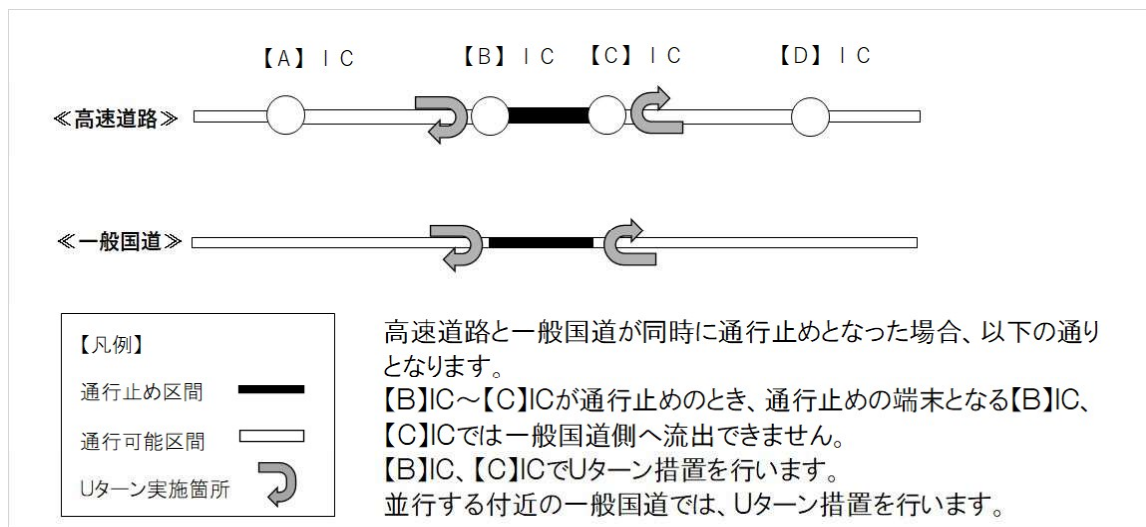 【A】ＩＣ 【B】ＩＣ 【C】ＩＣ 【D】ＩＣ
≪高速道路≫
≪一般国道≫
【凡例】
通行止め区間
通行可能区間
Uターン実施箇所
高速道路と一般国道が同時に通行止めとなった場合、以下の通り
となります。
【B】IC～【C】ICが通行止めのとき、通行止めの端末となる【B】IC、
【C】ICでは一般国道側へ流出できません。
【B】IC、【C】ICでUターン措置を行います。
並行する付近の一般国道では、Uターン措置を行います。